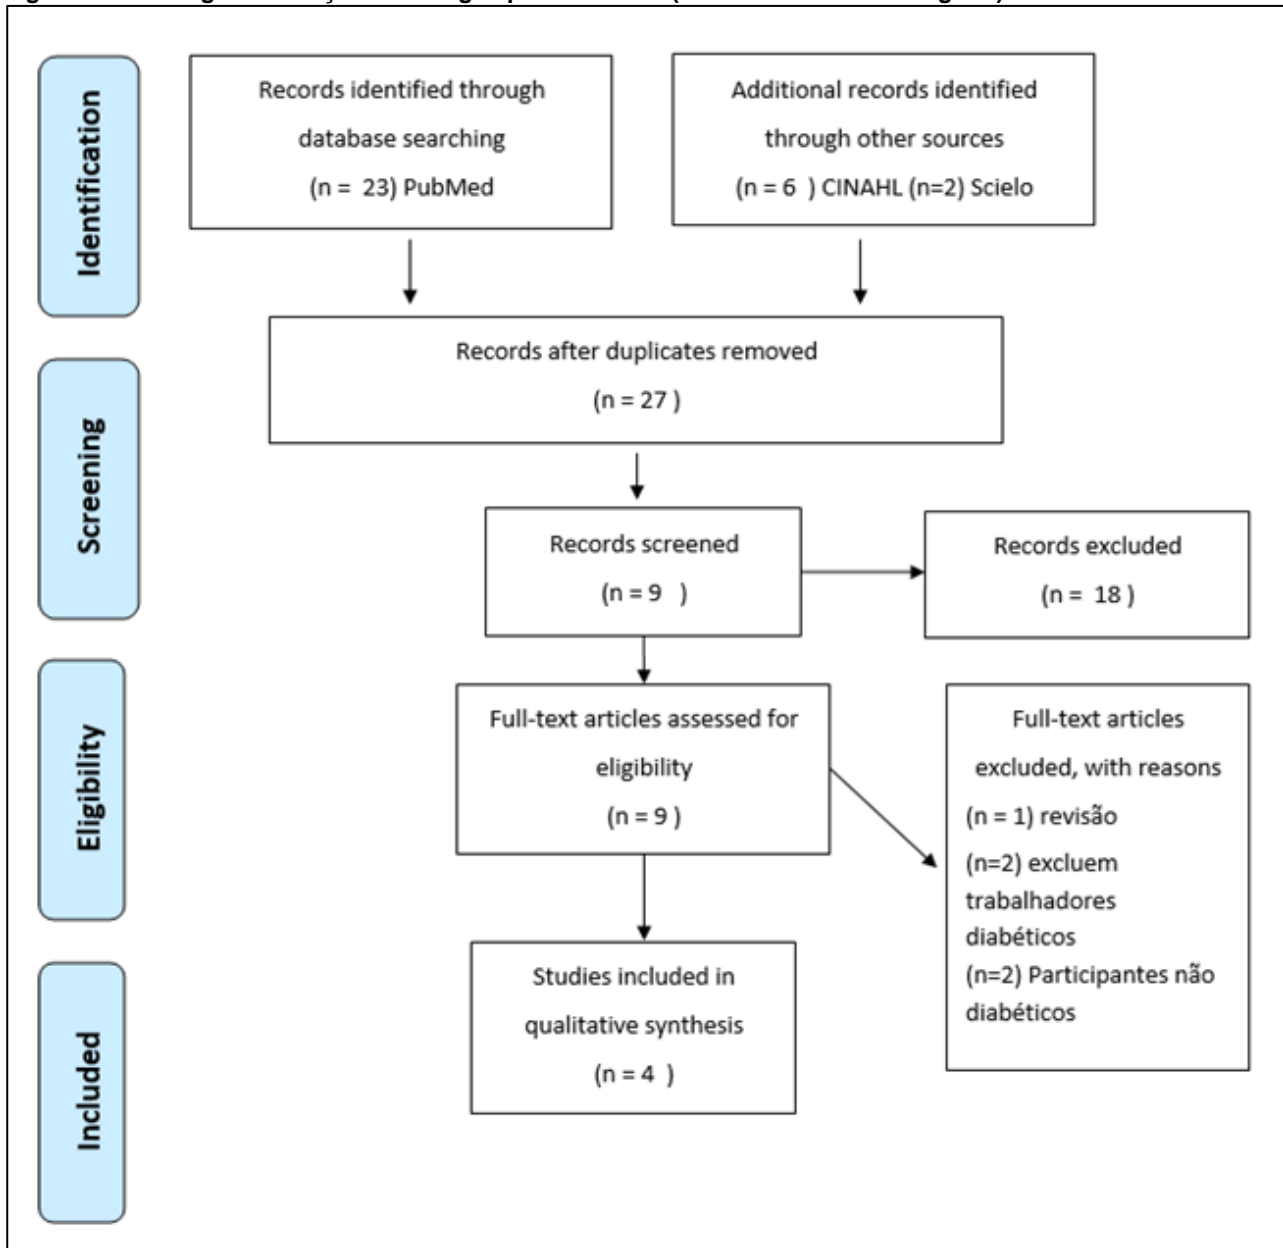 Identification
Records identified through
database searching
(n = 23) PubMed
Additional records identified
through other sources
(n = 6 ) CINAHL (n=2) Scielo
Records after duplicates removed
(n = 27 )
Screening
Records screened
(n = 9 )
Records excluded
(n = 18 )
Eligibility
Full-text articles assessed for
eligibility
(n = 9 )
Full-text articles
excluded, with reasons
(n = 1) revisão
(n=2) excluem
trabalhadores
diabéticos
(n=2) Participantes não
diabéticos
Included
Studies included in
qualitative synthesis
(n = 4 )